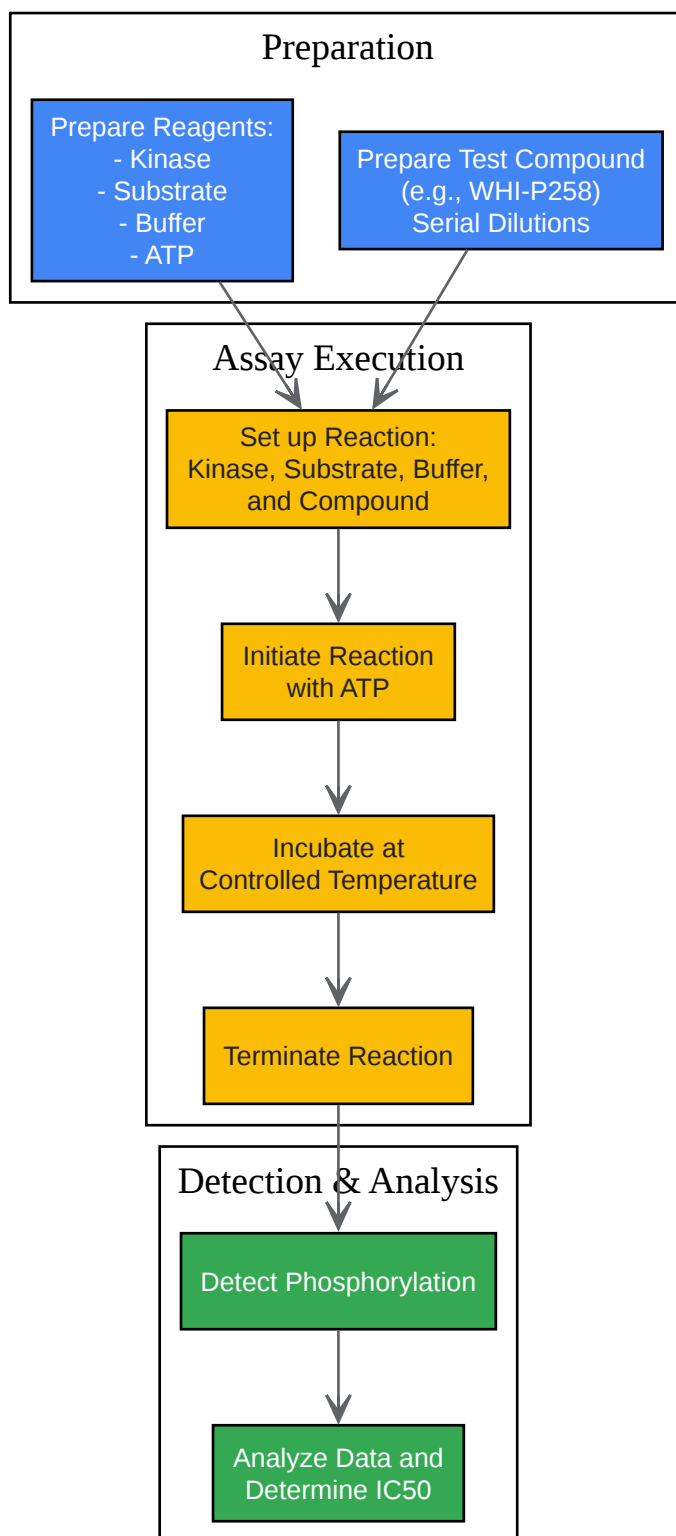 Preparation
Prepare Reagents:
- Kinase
- Substrate
- Buffer
- ATP
Prepare Test Compound
(e.g., WHI-P258)
Serial Dilutions
Assay Execution
Set up Reaction:
Kinase, Substrate, Buffer,
and Compound
Initiate Reaction
with ATP
Incubate at
Controlled Temperature
Terminate Reaction
Detection & Analysis
Detect Phosphorylation
Analyze Data and
Determine IC50